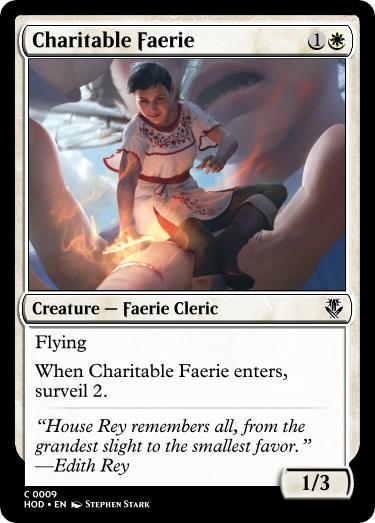 Charitable Faerie 1
Creature — Faerie Cleric
Flying
When Charitable Faerie enters,
surveil 2.
“House Rey remembers all, from the
grandest slight to the smallest favor.”
—Edith Rey
1/3
C 0009
HOD • EN Stephen Stark